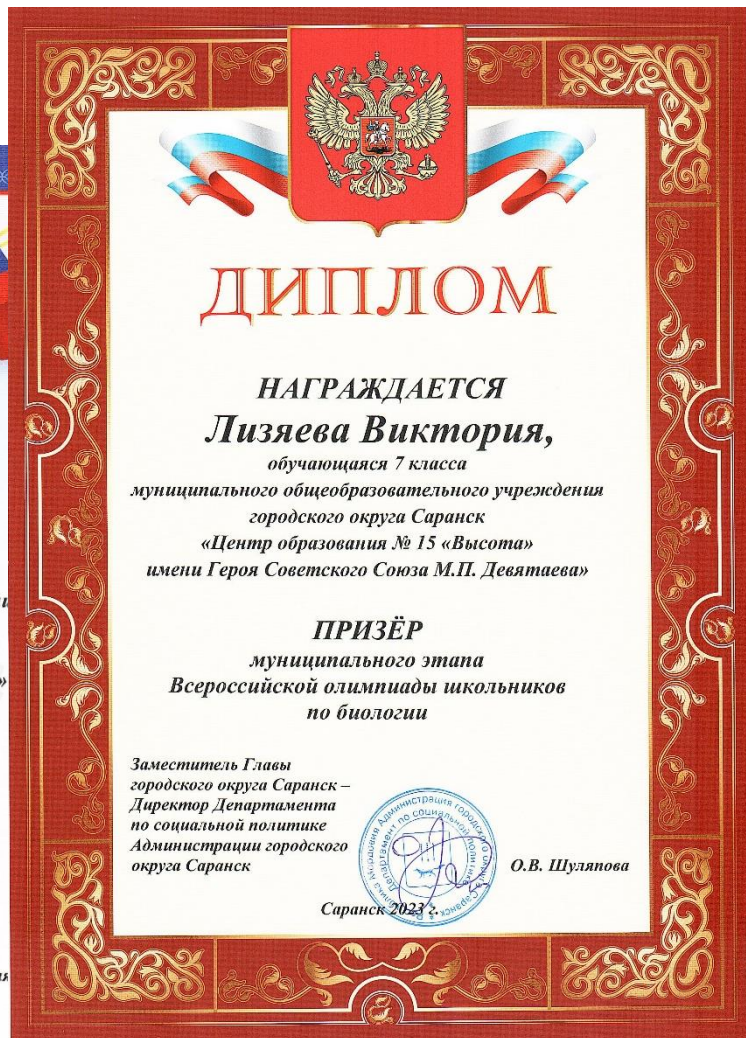 ДИПЛОМ
НАГРАЖДАЕТСЯ
Лизяева Виктория,
обучающаяся 7 класса
муниципального общеобразовательного учреждения
городского округа Саранск
«Центр образования № 15 «Высота»
имени Героя Советского Союза М.П. Девятаева»
ПРИЗЁР
муниципального этапа
Всероссийской олимпиады школьников
по биологии
Заместитель Главы
городского округа Саранск –
Директор Департамента
по социальной политике
Администрации городского
округа Саранск
О.В. Шуляпова
Саранск 2023 г.